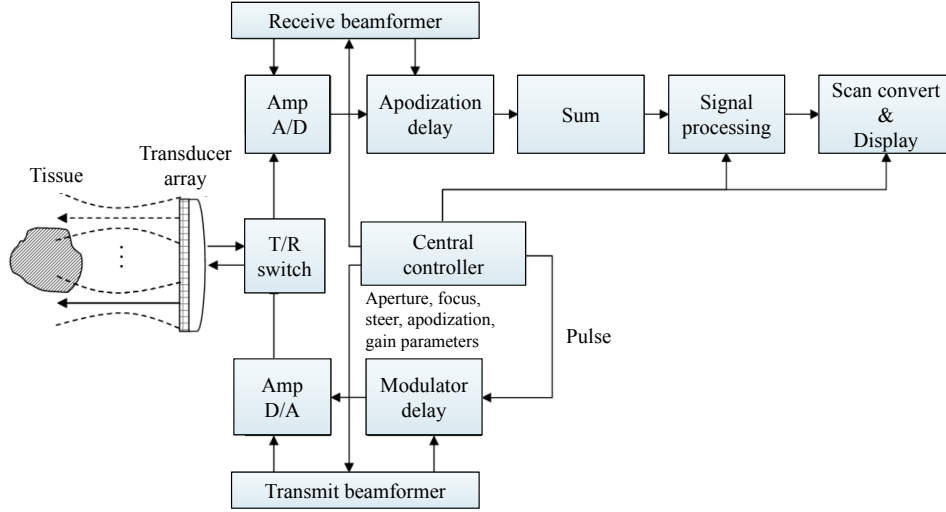 Receive beamformer
Amp
A/D
Apodization
delay
Sum
Signal
processing
Scan convert
&
Display
Transducer
array
Tissue
T/R
switch
Central
controller
Aperture, focus,
steer, apodization,
gain parameters
Pulse
Amp
D/A
Modulator
delay
Transmit beamformer